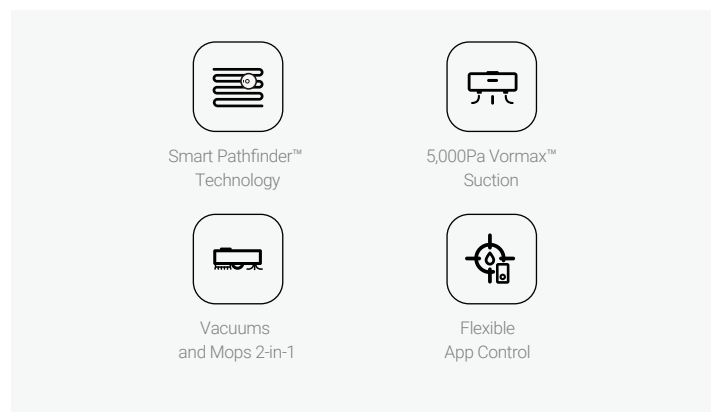 Smart Pathfinder™
Technology
5,000Pa Vormax™
Suction
Vacuums
and Mops 2-in-1
Flexible
App Control